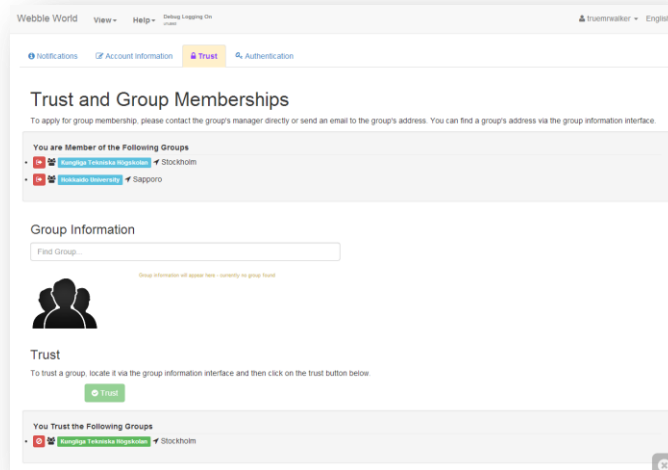 Webble World View Help Debug Logging On truemrwalker English
Notifications Account Information Trust Authentication
Trust and Group Memberships
To apply for group membership, please contact the group's manager directly or send an email to the group's address. You can find a group's address via the group information interface.
You are Member of the Following Groups
Kungliga Tekniska Högskolan Stockholm
Hokkaido University Sapporo
Group Information
Find Group...
Group information will appear here - currently no group found
Trust
To trust a group, locate it via the group information interface and then click on the trust button below.
Trust
You Trust the Following Groups
Kungliga Tekniska Högskolan Stockholm